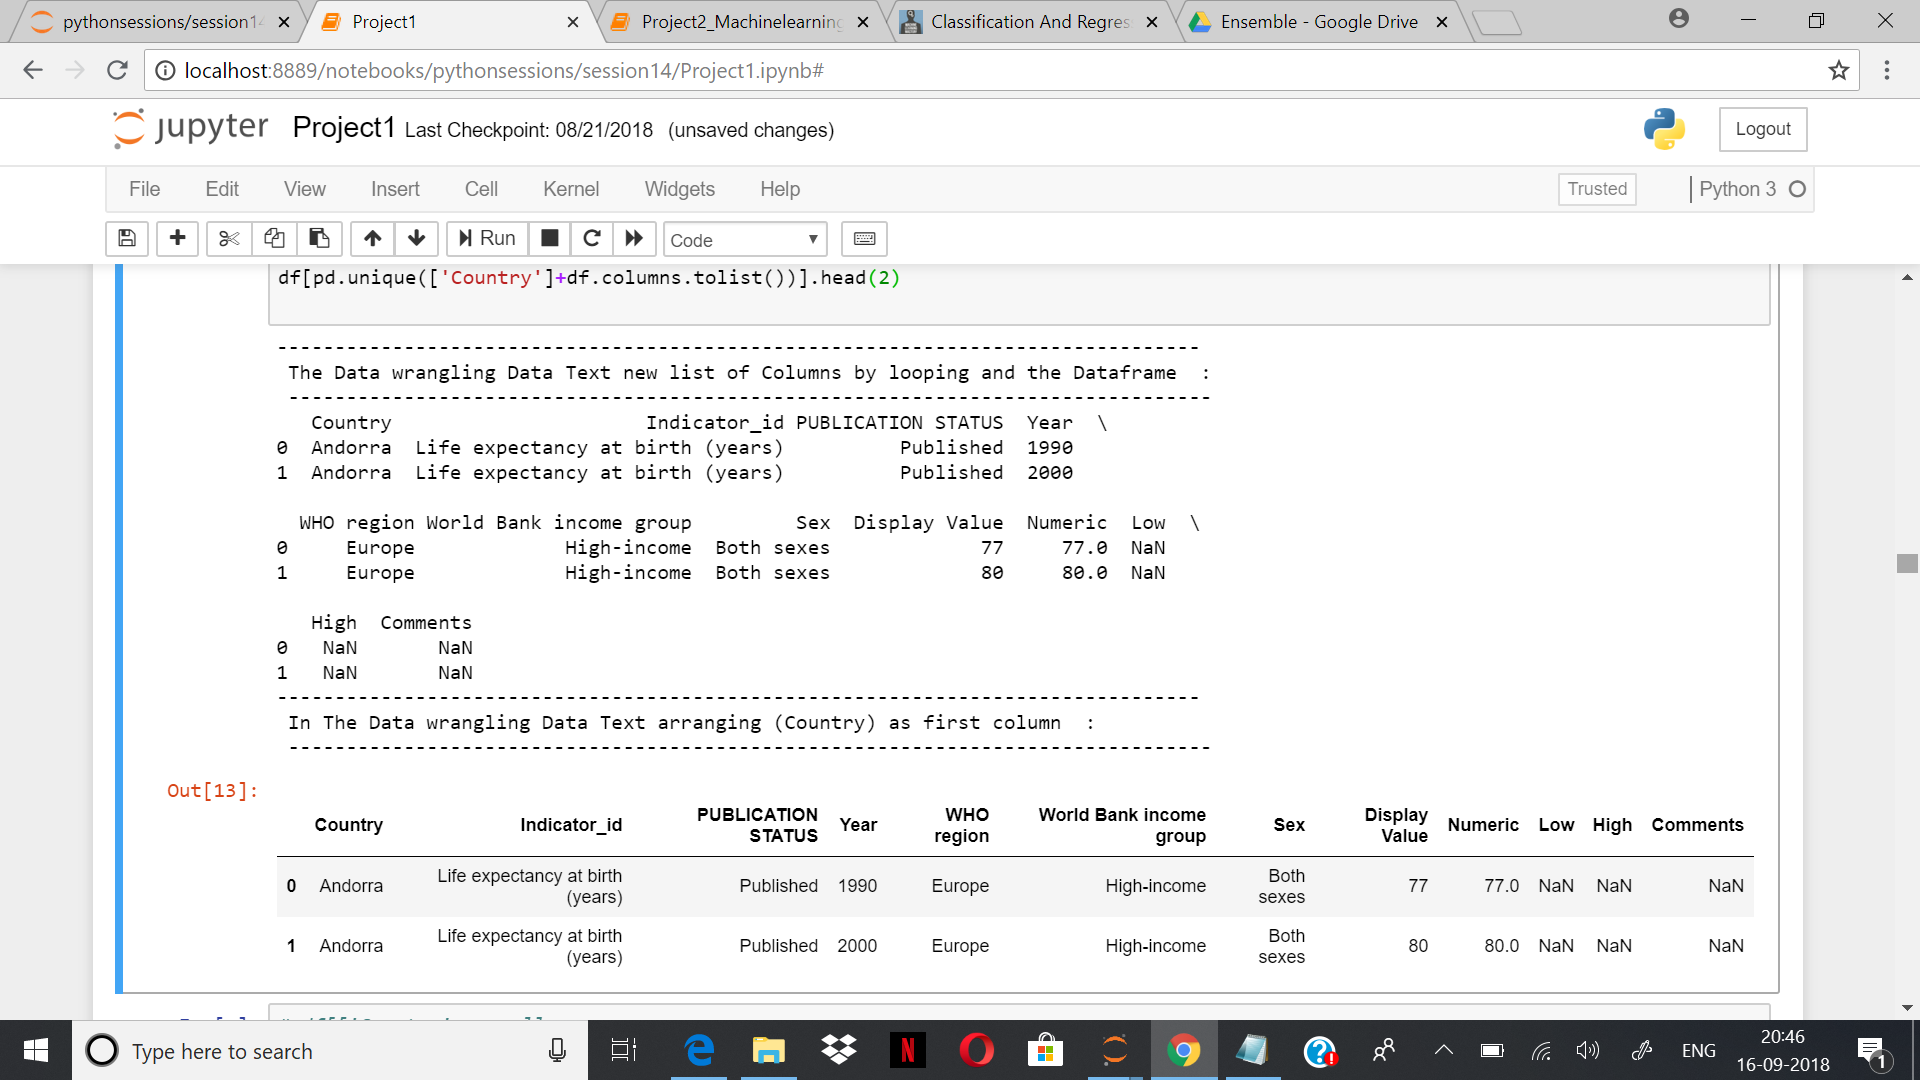 pythonsessions/session14
Project1
Project2_Machinelearning
Classification And Regres
Ensemble - Google Drive
localhost:8889/notebooks/pythonsessions/session14/Project1.ipynb#
jupyter Project1 Last Checkpoint: 08/21/2018 (unsaved changes)
Logout
File Edit View Insert Cell Kernel Widgets Help
Trusted
Python 3
Run
Code
df[pd.unique(['Country']+df.columns.tolist())].head(2)
--------------------------------------------------------------------------------
The Data wrangling Data Text new list of Columns by looping and the Dataframe :
--------------------------------------------------------------------------------
Country Indicator_id PUBLICATION STATUS Year \
0 Andorra Life expectancy at birth (years) Published 1990
1 Andorra Life expectancy at birth (years) Published 2000
WHO region World Bank income group Sex Display Value Numeric Low \
0 Europe High-income Both sexes 77 77.0 NaN
1 Europe High-income Both sexes 80 80.0 NaN
High Comments
0 NaN NaN
1 NaN NaN
--------------------------------------------------------------------------------
In The Data wrangling Data Text arranging (Country) as first column :
--------------------------------------------------------------------------------
Out[13]:
Country Indicator_id PUBLICATION STATUS Year WHO region World Bank income group Sex Display Value Numeric Low High Comments
0 Andorra Life expectancy at birth (years) Published 1990 Europe High-income Both sexes 77 77.0 NaN NaN NaN
1 Andorra Life expectancy at birth (years) Published 2000 Europe High-income Both sexes 80 80.0 NaN NaN NaN
Type here to search
ENG
20:46
16-09-2018
1